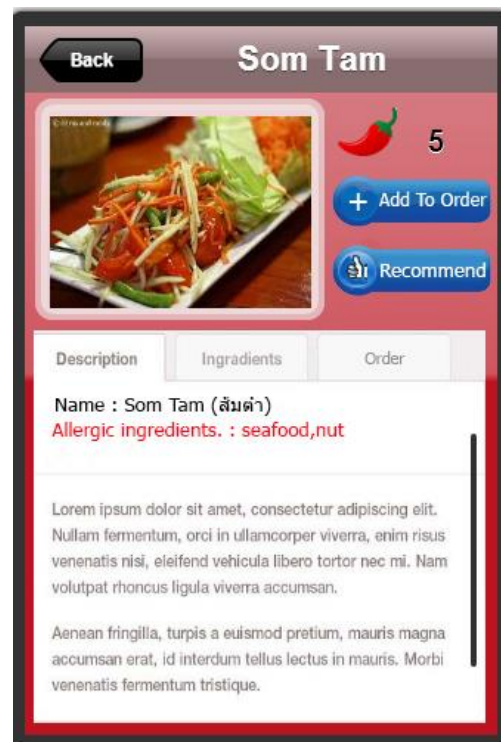 Back
Som Tam
5
Add To Order
Recommend
Description
Ingradients
Order
Name : Som Tam (ส้มตำ)
Allergic ingredients. : seafood,nut
Lorem ipsum dolor sit amet, consectetur adipiscing elit.
Nullam fermentum, orci in ullamcorper viverra, enim risus
venenatis nisi, eleifend vehicula libero tortor nec mi. Nam
volutpat rhoncus ligula viverra accumsan.
Aenean fringilla, turpis a euismod pretium, mauris magna
accumsan erat, id interdum tellus lectus in mauris. Morbi
venenatis fermentum tristique.